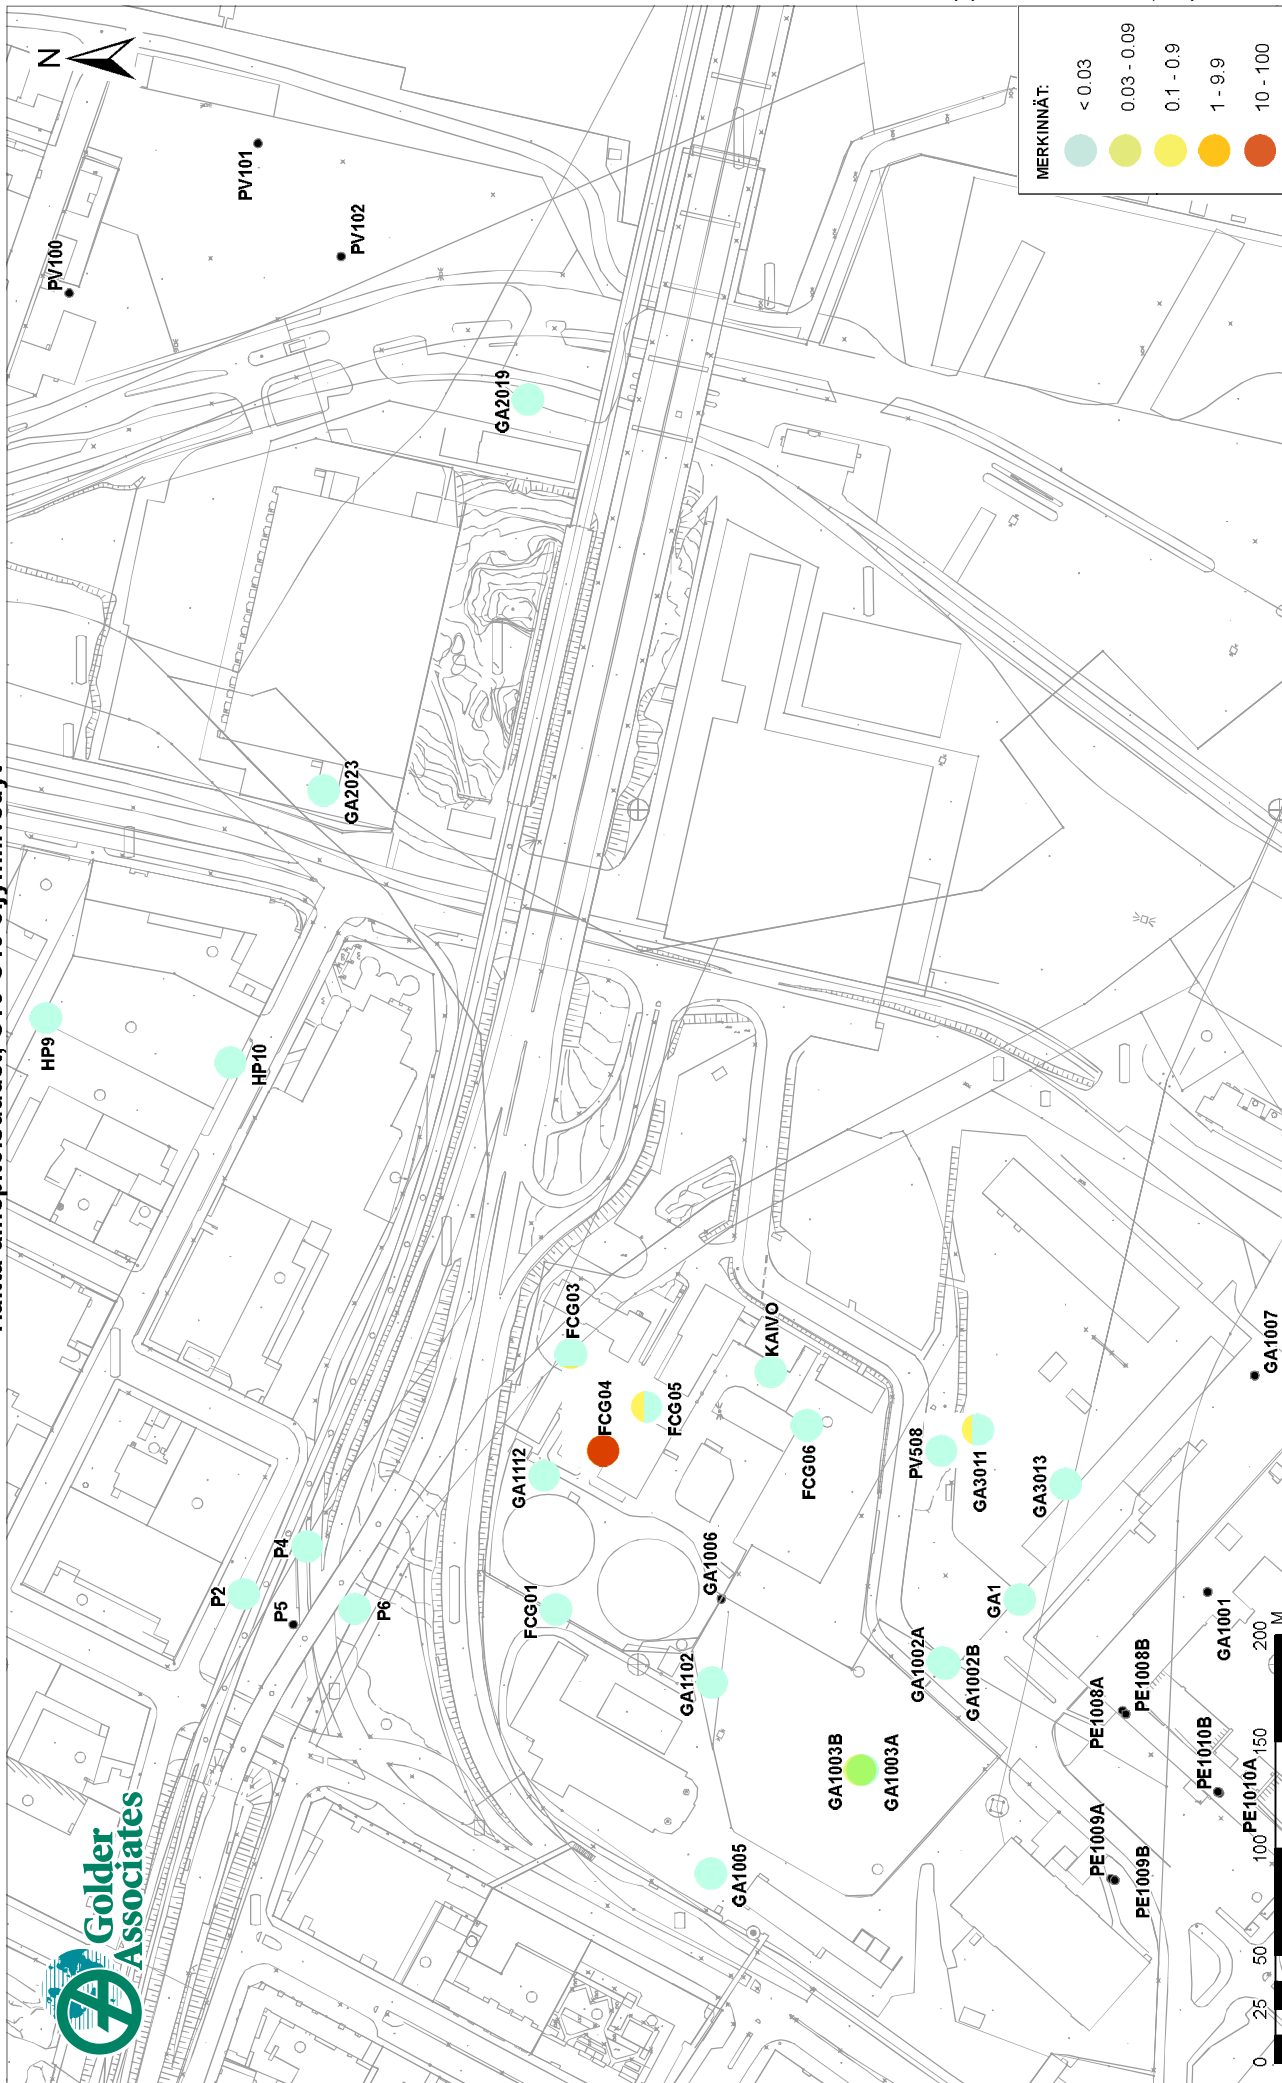 N
Golder
Associates
PV100
PV101
PV102
GA2019
GA2023
HP9
HP10
P2
P4
P5
P6
FCG03
FCG04
FCG05
GA1112
KAIVO
FCG06
FCG01
GA1006
GA1102
PV508
GA3011
GA3013
GA1
GA1002A
GA1002B
GA1003B
GA1003A
GA1005
GA1007
GA1001
PE1008A
PE1008B
PE1010B
PE1010A
PE1009A
PE1009B
MERKINNÄT:
< 0.03
0.03 - 0.09
0.1 - 0.9
1 - 9.9
10 - 100
0 25 50 100 150 200
M